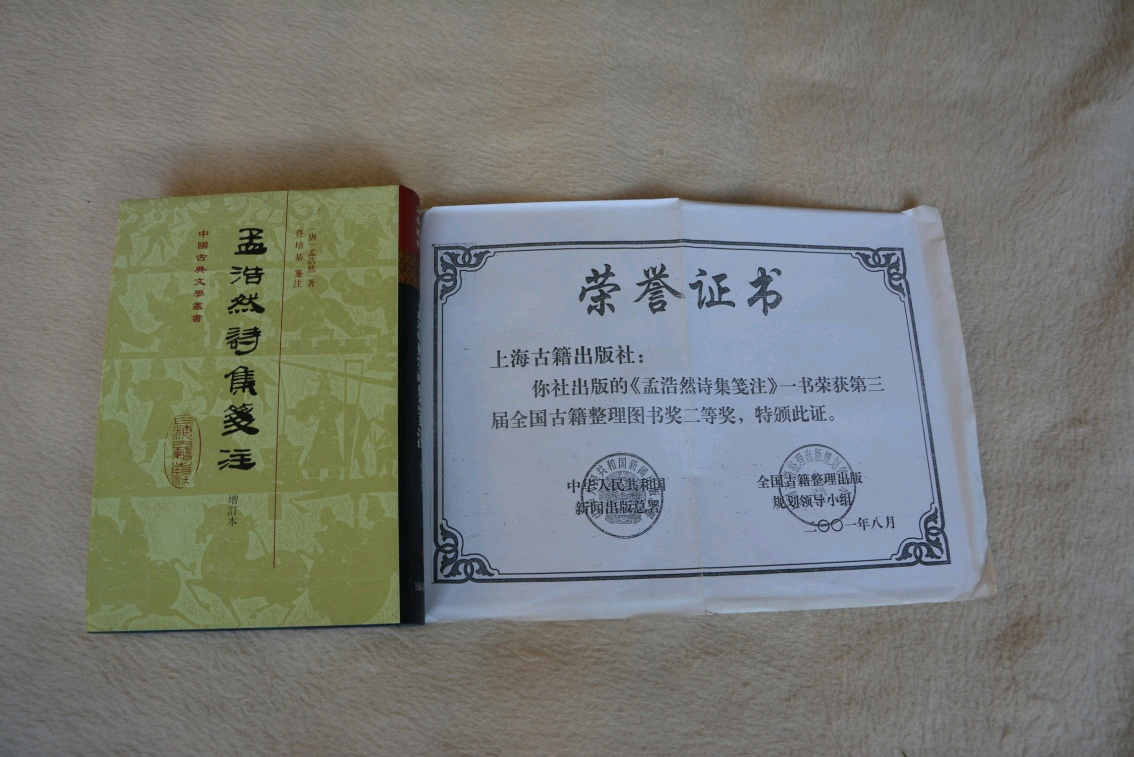 [唐]孟浩然 著
佟培基 箋注
孟浩然詩集箋注
增訂本
中國古典文學叢書
荣誉证书
上海古籍出版社：
你社出版的《孟浩然诗集笺注》一书荣获第三
届全国古籍整理图书奖二等奖，特颁此证。
中华人民共和国
新闻出版总署
全国古籍整理出版
规划领导小组
二〇〇一年八月